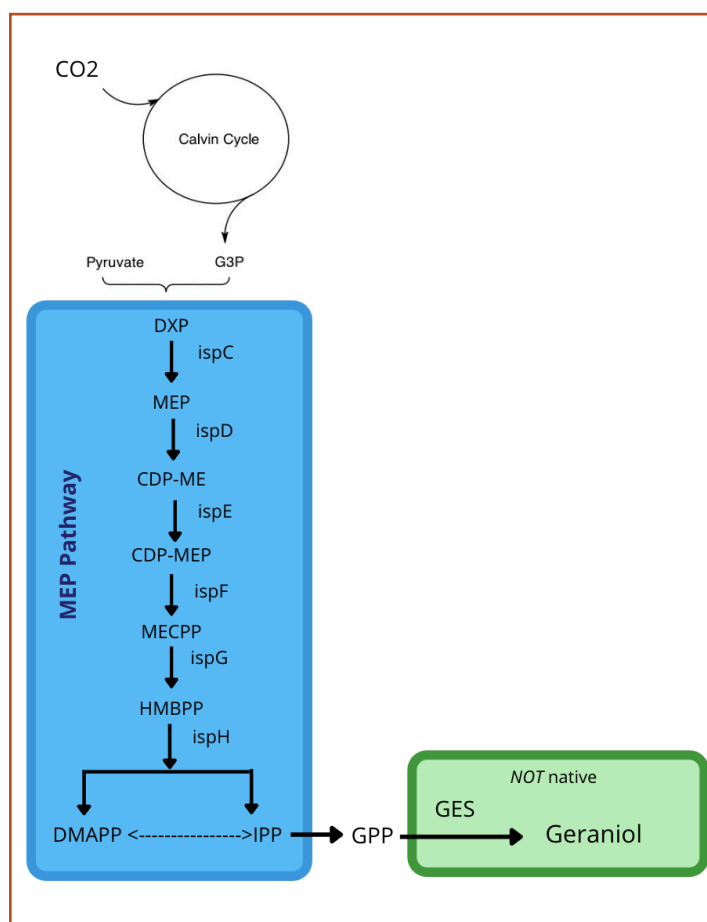 CO2
Calvin Cycle
Pyruvate G3P
DXP
ispC
MEP
ispD
CDP-ME
ispE
CDP-MEP
ispF
MECPP
ispG
HMBPP
ispH
MEP Pathway
DMAPP <---------------->IPP GPP
NOT native
GES
Geraniol